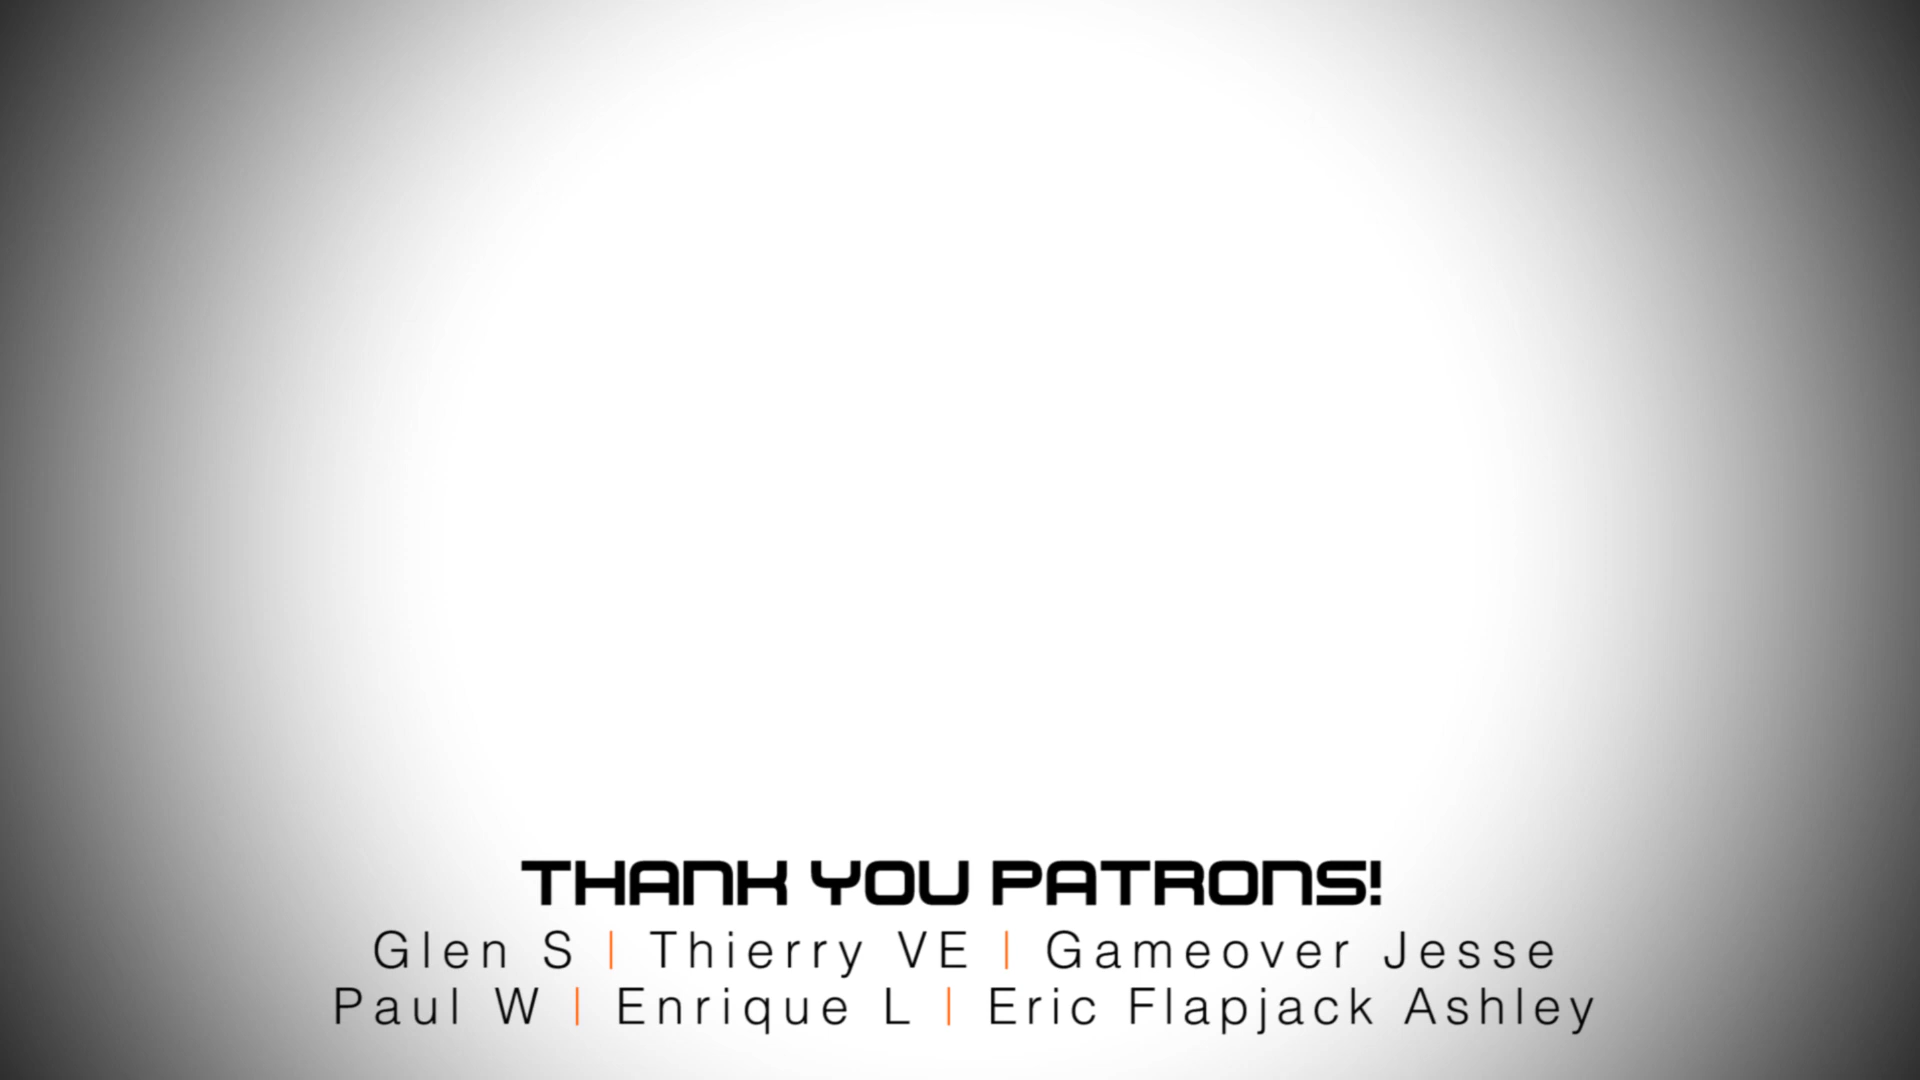 THANK YOU PATRONS!
Glen S | Thierry VE | Gameover Jesse
Paul W | Enrique L | Eric Flapjack Ashley